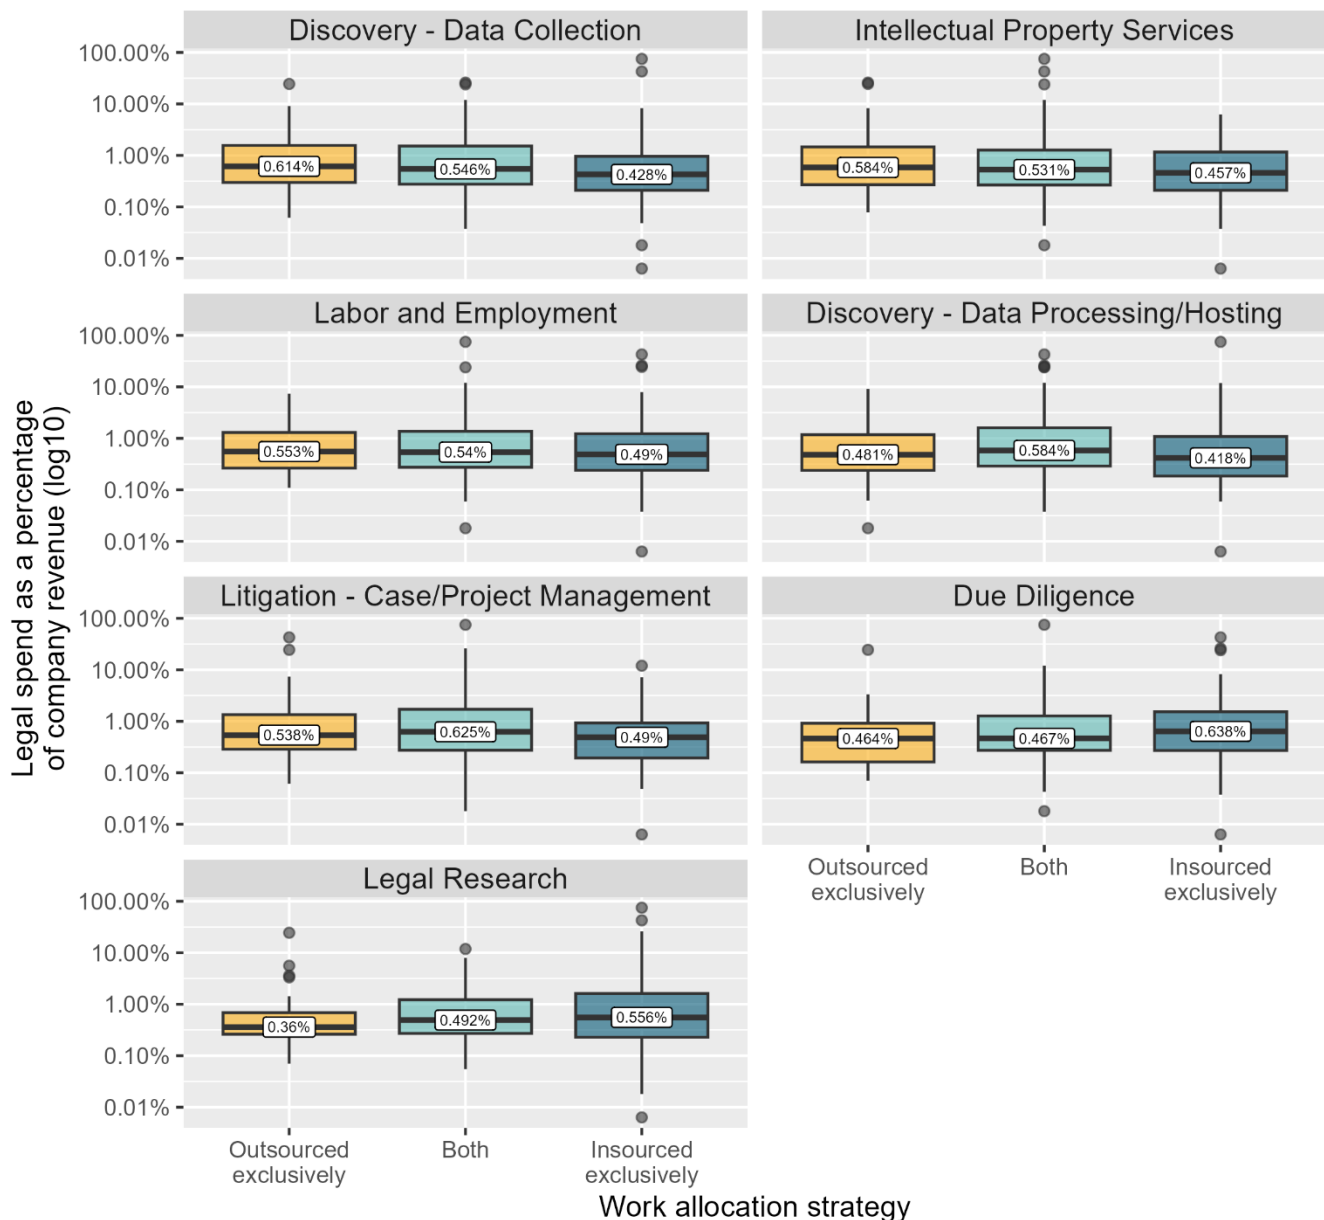 Discovery - Data Collection
Intellectual Property Services
100.00%
10.00%
1.00%
0.10%
0.01%
0.614%
0.546%
0.428%
0.584%
0.531%
0.457%
Labor and Employment
Discovery - Data Processing/Hosting
100.00%
10.00%
1.00%
0.10%
0.01%
0.553%
0.54%
0.49%
0.481%
0.584%
0.418%
Litigation - Case/Project Management
Due Diligence
100.00%
10.00%
1.00%
0.10%
0.01%
0.538%
0.625%
0.49%
0.464%
0.467%
0.638%
Outsourced
exclusively
Both
Insourced
exclusively
Legal Research
100.00%
10.00%
1.00%
0.10%
0.01%
0.36%
0.492%
0.556%
Outsourced
exclusively
Both
Insourced
exclusively
Legal spend as a percentage
of company revenue (log10)
Work allocation strategy